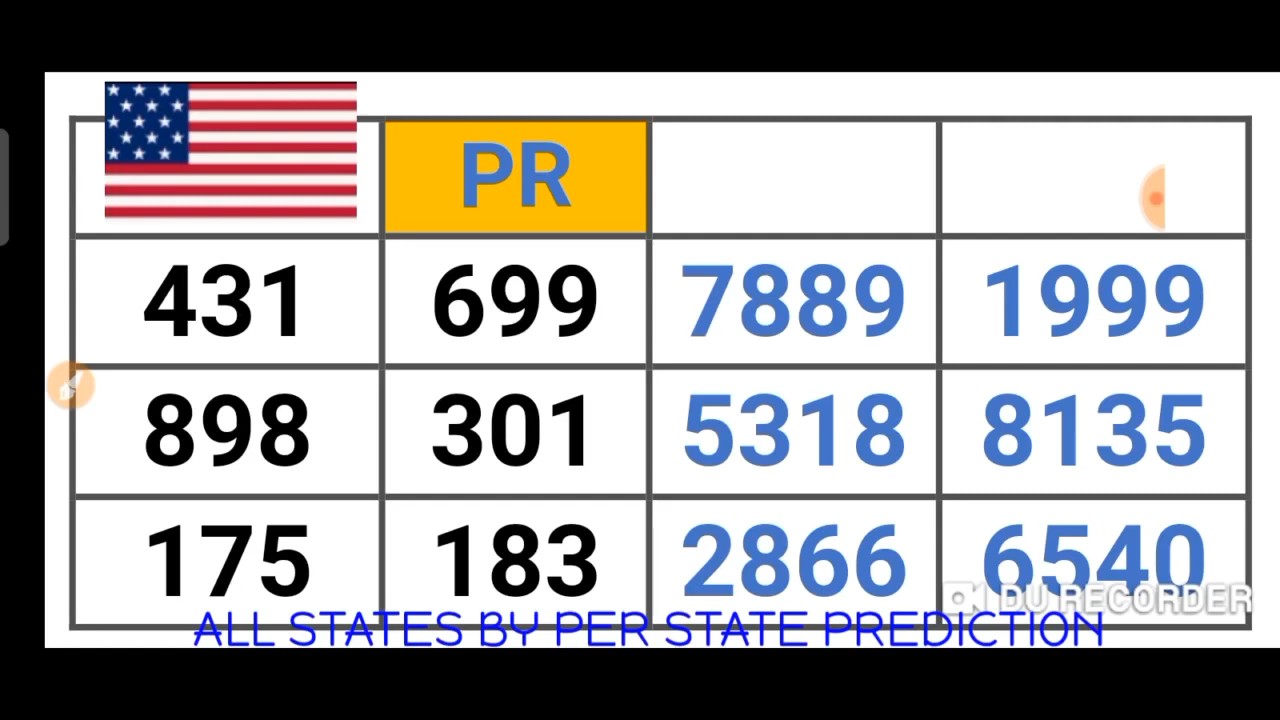 PR
431 699 7889 1999
898 301 5318 8135
175 183 2866 6540
DU RECORDER
ALL STATES BY PER STATE PREDICTION